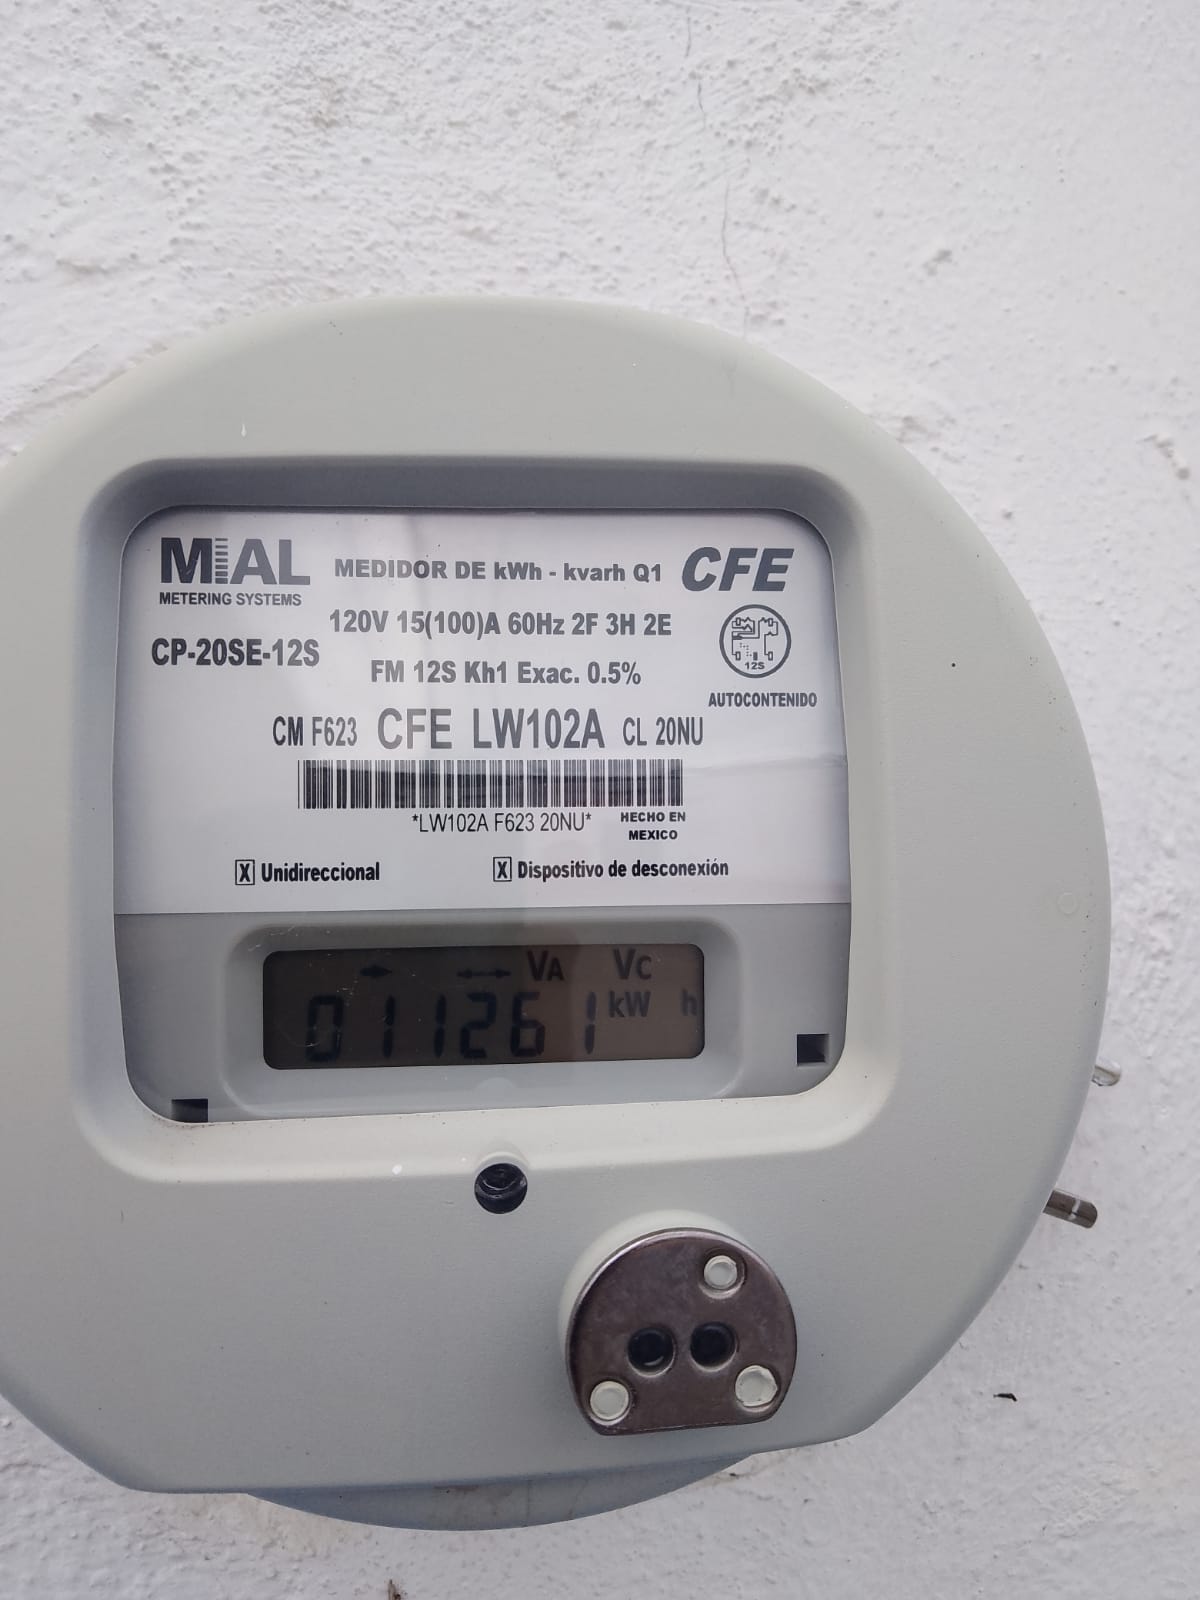 MIAL
METERING SYSTEMS
MEDIDOR DE kWh - kvarh Q1
CFE
120V 15(100)A 60Hz 2F 3H 2E
CP-20SE-12S
FM 12S Kh1 Exac. 0.5%
12S
AUTOCONTENIDO
CM F623 CFE LW102A CL 20NU
*LW102A F623 20NU*
HECHO EN
MEXICO
X Unidireccional
X Dispositivo de desconexión
VA VC
011261 kW h